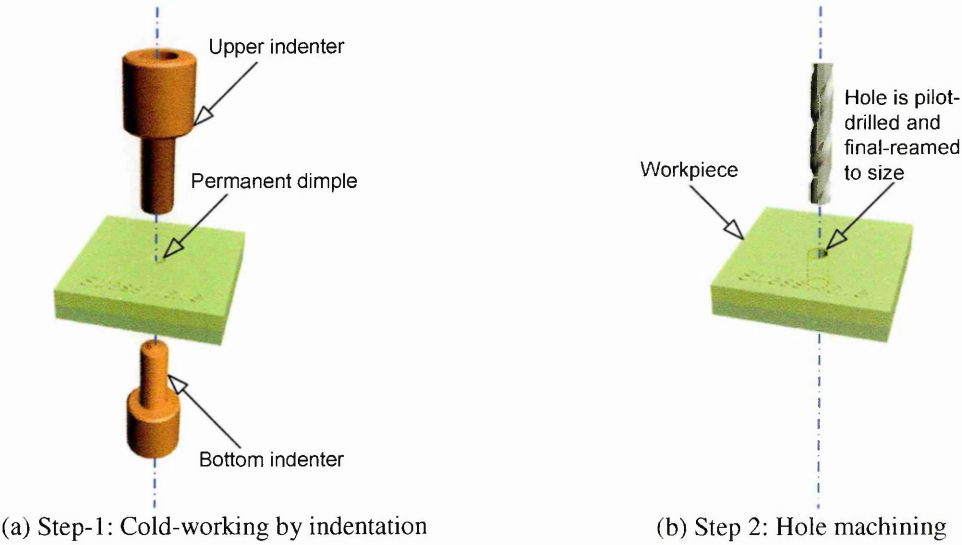 Upper indenter
Permanent dimple
Bottom indenter
(a) Step-1: Cold-working by indentation
Hole is pilot-
drilled and
final-reamed
to size
Workpiece
(b) Step 2: Hole machining